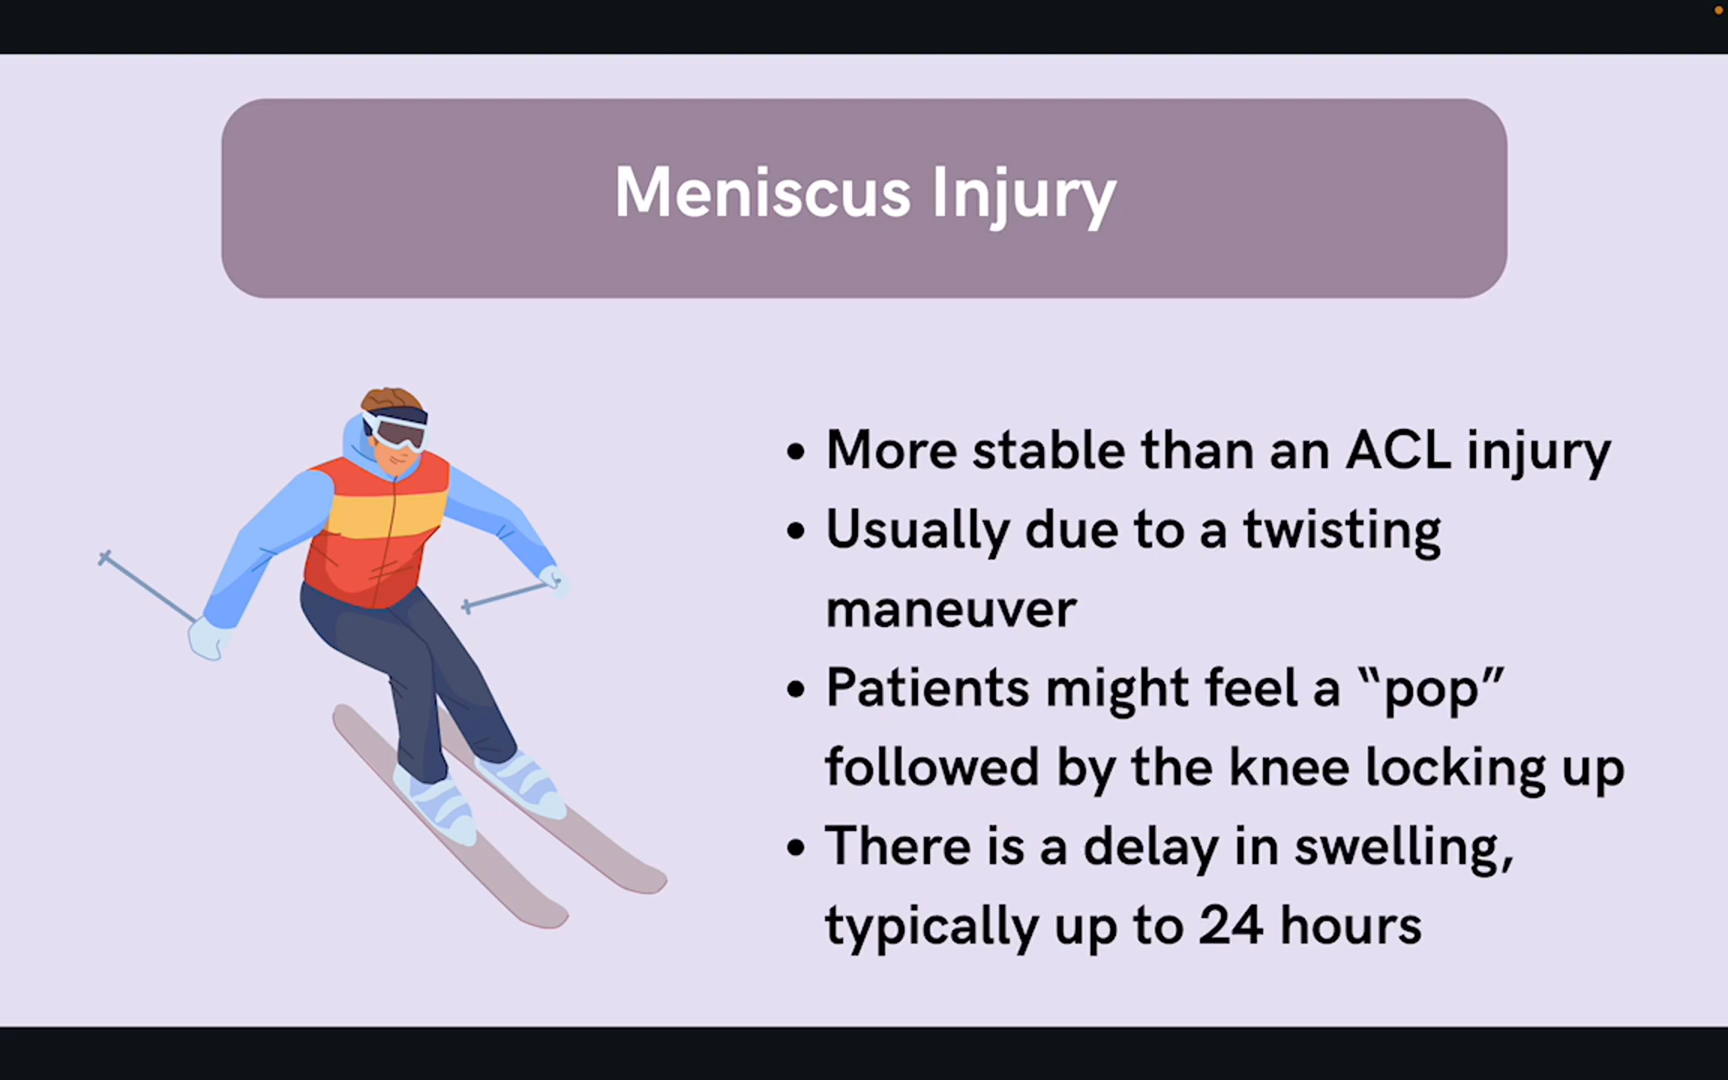 Meniscus Injury
• More stable than an ACL injury
• Usually due to a twisting
maneuver
• Patients might feel a “pop”
followed by the knee locking up
• There is a delay in swelling,
typically up to 24 hours